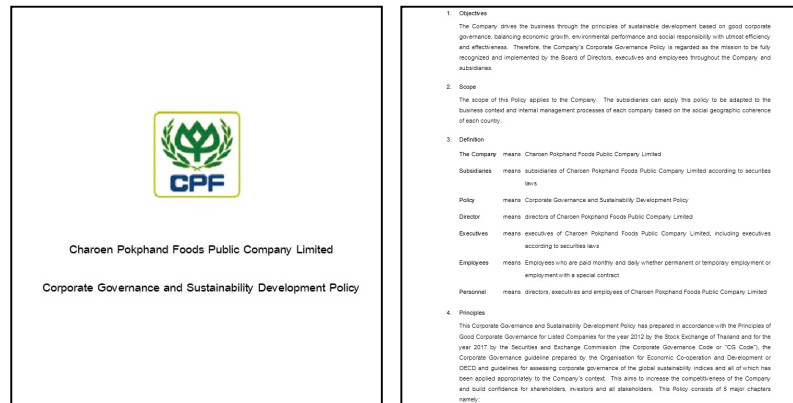 CPF
Charoen Pokphand Foods Public Company Limited
Corporate Governance and Sustainability Development Policy
1. Objectives
The Company drives the business through the principles of sustainable development based on good corporate
governance, balancing economic growth, environmental performance and social responsibility with utmost efficiency
and effectiveness. Therefore, the Company's Corporate Governance Policy is regarded as the mission to be fully
recognized and implemented by the Board of Directors, executives and employees throughout the Company and
subsidiaries.
2. Scope
The scope of this Policy applies to the Company. The subsidiaries can apply this policy to be adapted to the
business context and internal management processes of each company based on the social geographic coherence
of each country.
3. Definition
The Company means Charoen Pokphand Foods Public Company Limited
Subsidiaries means subsidiaries of Charoen Pokphand Foods Public Company Limited according to securities
laws
Policy means Corporate Governance and Sustainability Development Policy
Director means directors of Charoen Pokphand Foods Public Company Limited
Executives means executives of Charoen Pokphand Foods Public Company Limited, including executives
according to securities laws
Employees means Employees who are paid monthly and daily whether permanent or temporary employment or
employment with a special contract
Personnel means directors, executives and employees of Charoen Pokphand Foods Public Company Limited
4. Principles
This Corporate Governance and Sustainability Development Policy has prepared in accordance with the Principles of
Good Corporate Governance for Listed Companies for the year 2012 by the Stock Exchange of Thailand and for the
year 2017 by the Securities and Exchange Commission (the Corporate Governance Code or "CG Code"), the
Corporate Governance guideline prepared by the Organisation for Economic Co-operation and Development or
OECD and guidelines for assessing corporate governance of the global sustainability indices and all of which has
been applied appropriately to the Company's context. This aims to increase the competitiveness of the Company
and build confidence for shareholders, investors and all stakeholders. This Policy consists of 5 major chapters
namely: